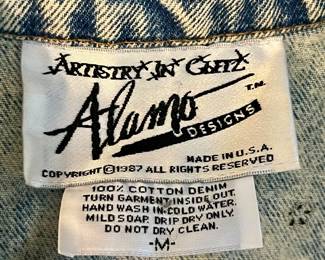 ARTISTRY IN GLITZ
Alamo T.M.
DESIGNS
MADE IN U.S.A.
COPYRIGHT ©1987 ALL RIGHTS RESERVED
100% COTTON DENIM
TURN GARMENT INSIDE OUT.
HAND WASH IN COLD WATER.
MILD SOAP. DRIP DRY ONLY.
DO NOT DRY CLEAN.
-M-